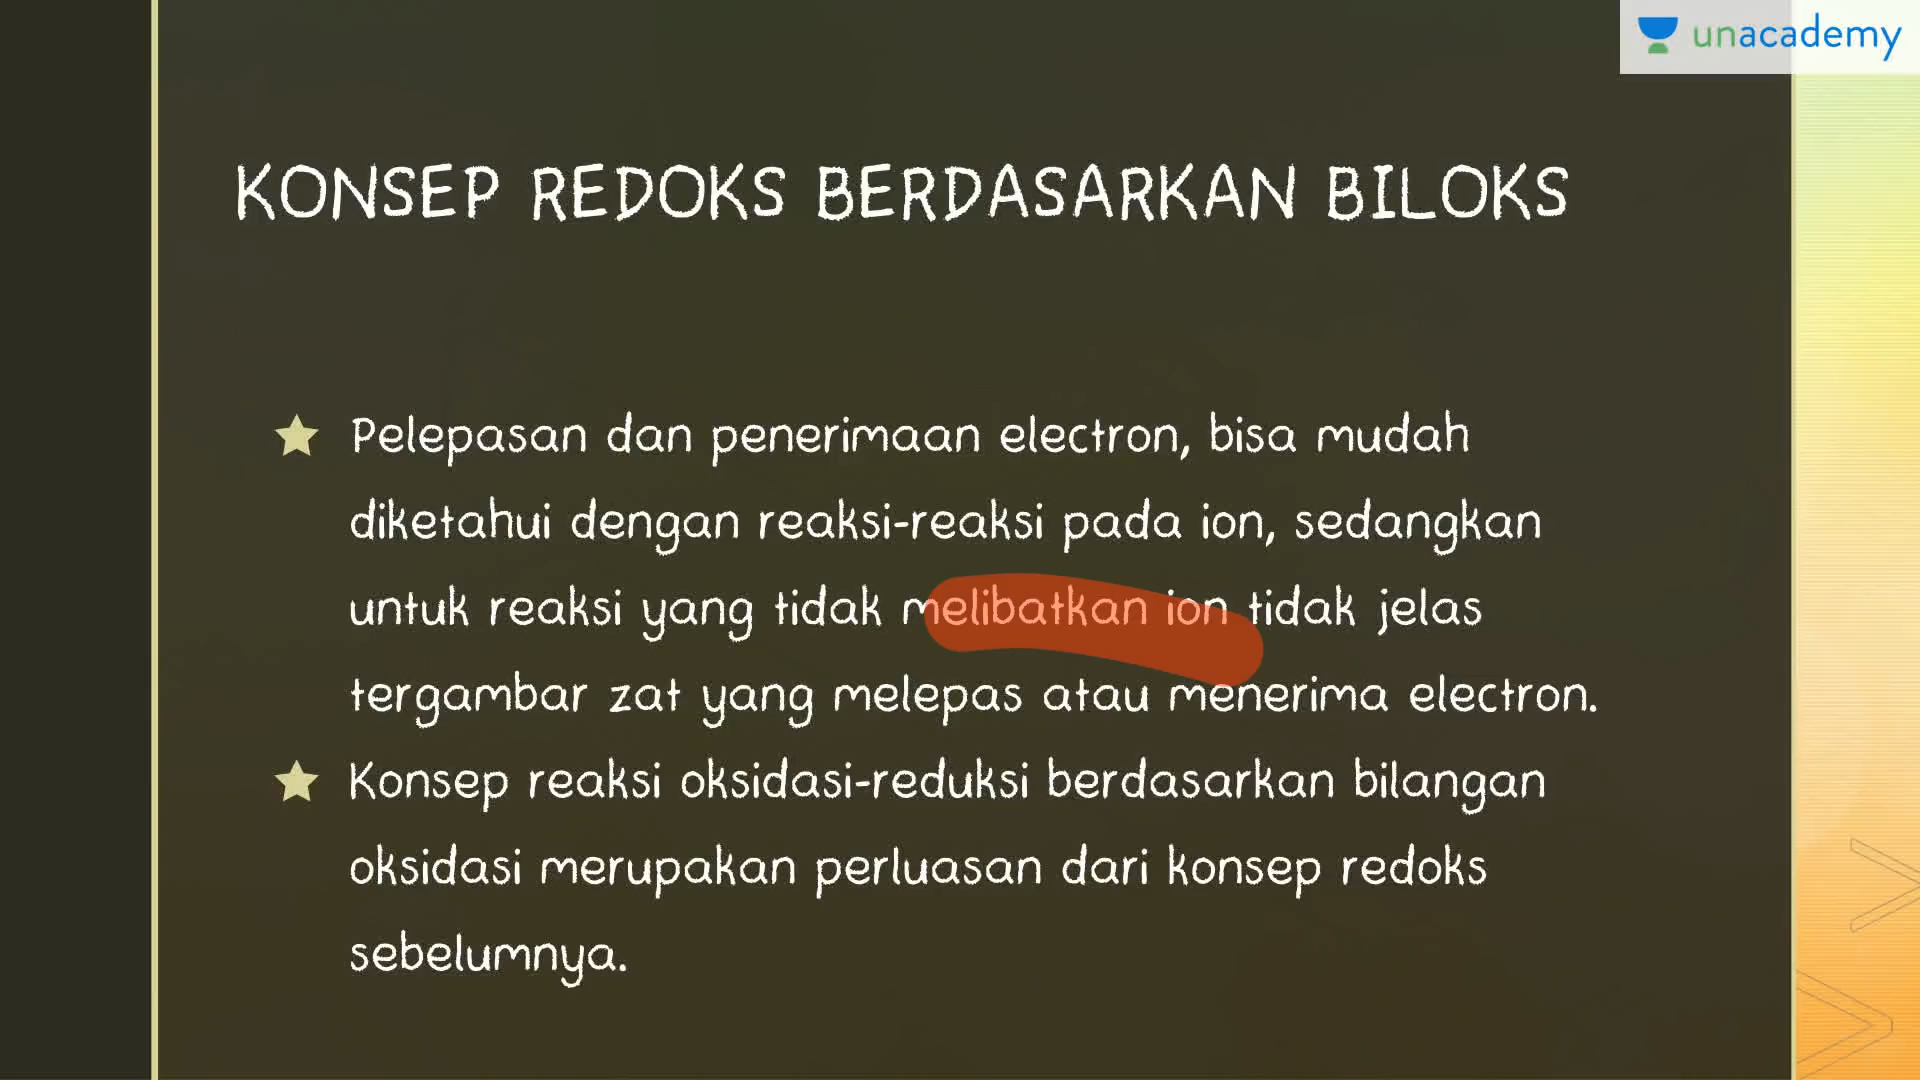 unacademy
KONSEP REDOKS BERDASARKAN BILOKS
Pelepasan dan penerimaan electron, bisa mudah
diketahui dengan reaksi-reaksi pada ion, sedangkan
untuk reaksi yang tidak melibatkan ion tidak jelas
tergambar zat yang melepas atau menerima electron.
Konsep reaksi oksidasi-reduksi berdasarkan bilangan
oksidasi merupakan perluasan dari konsep redoks
sebelumnya.